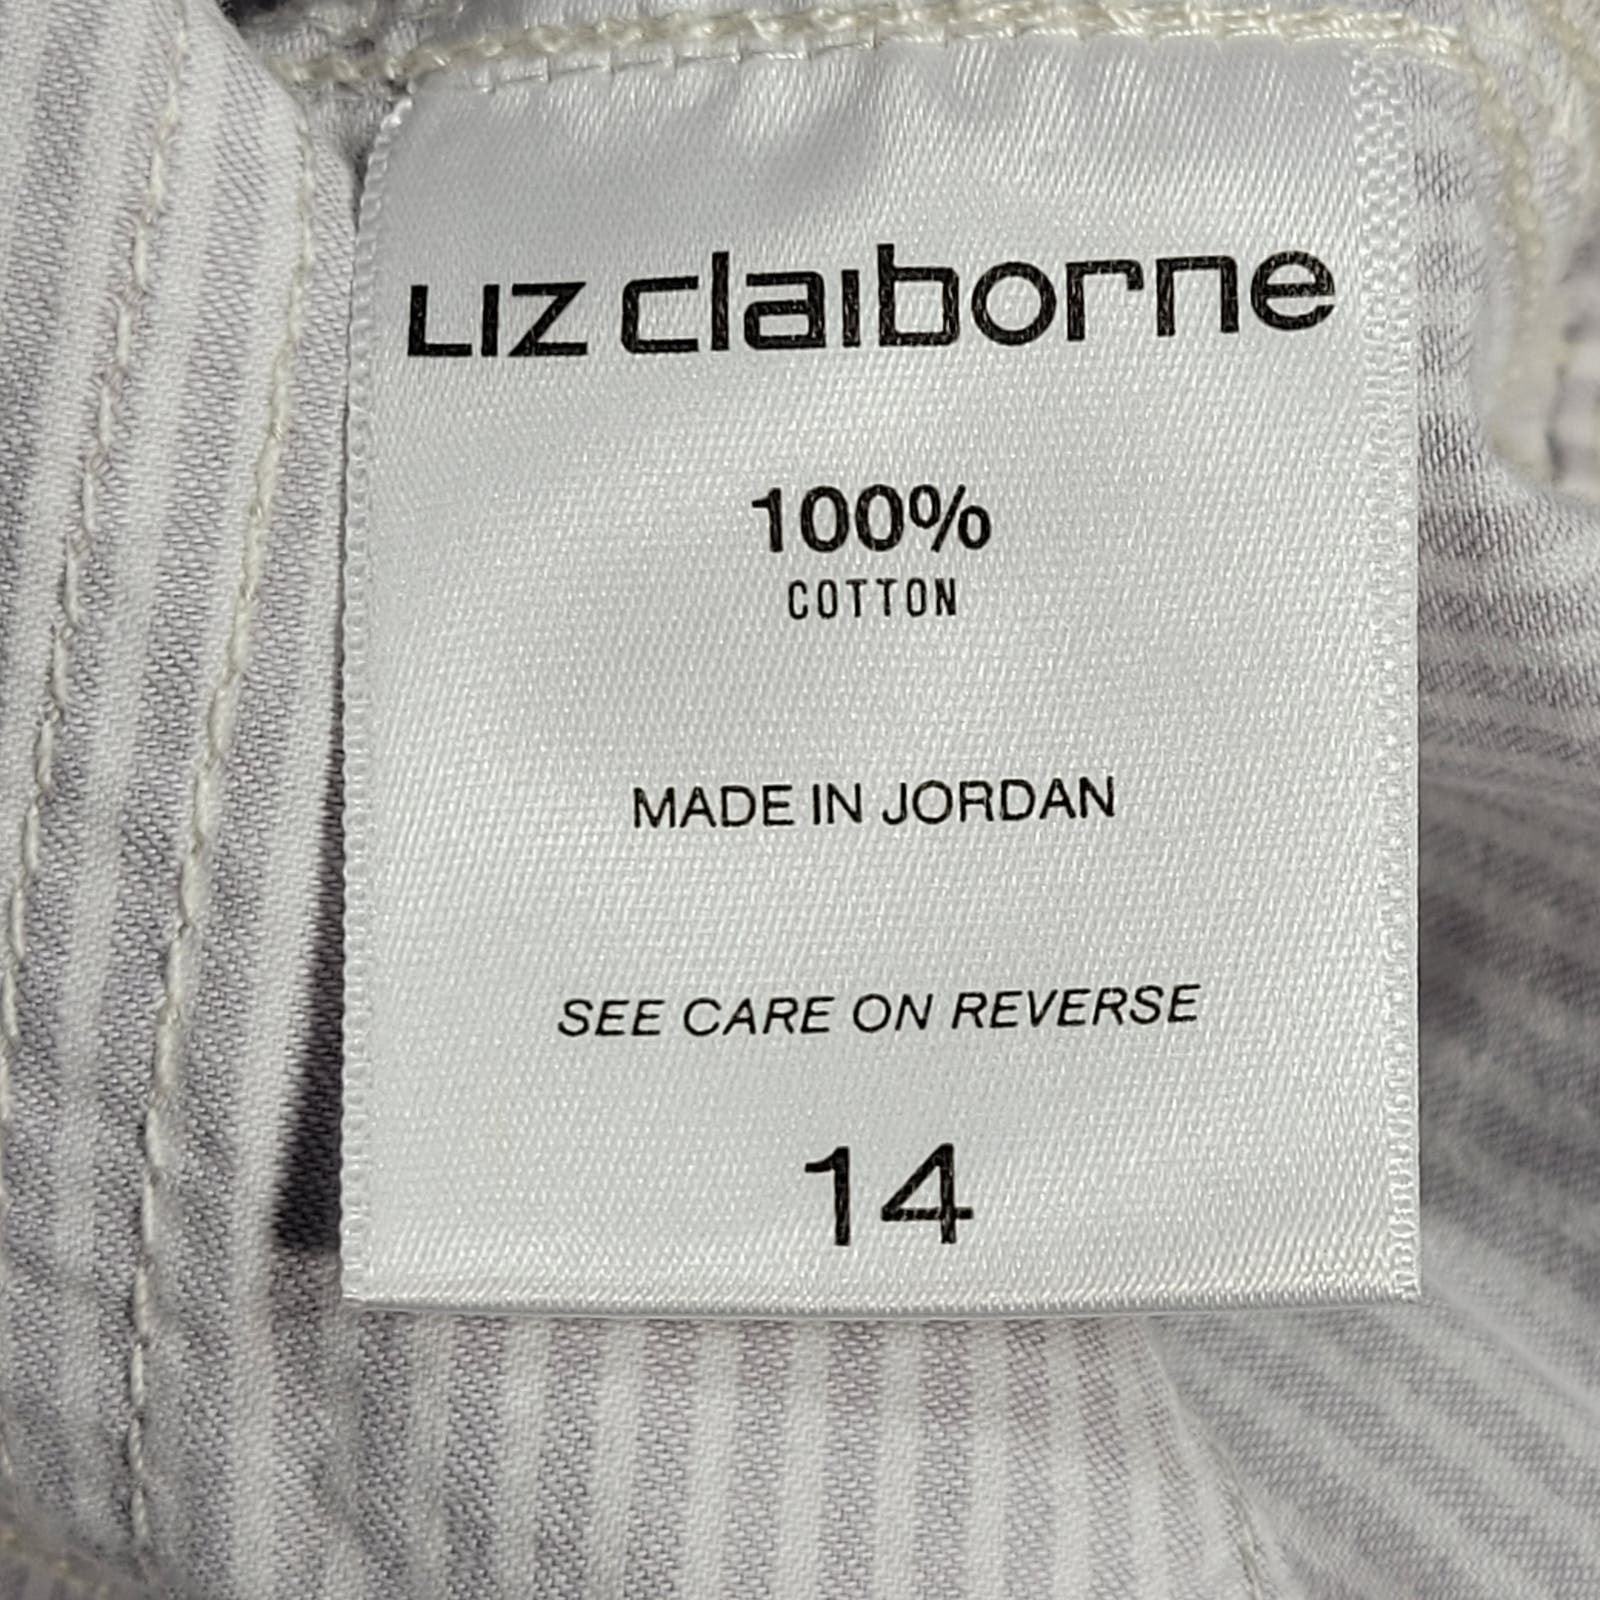 LIZ claiborne
100%
COTTON
MADE IN JORDAN
SEE CARE ON REVERSE
14